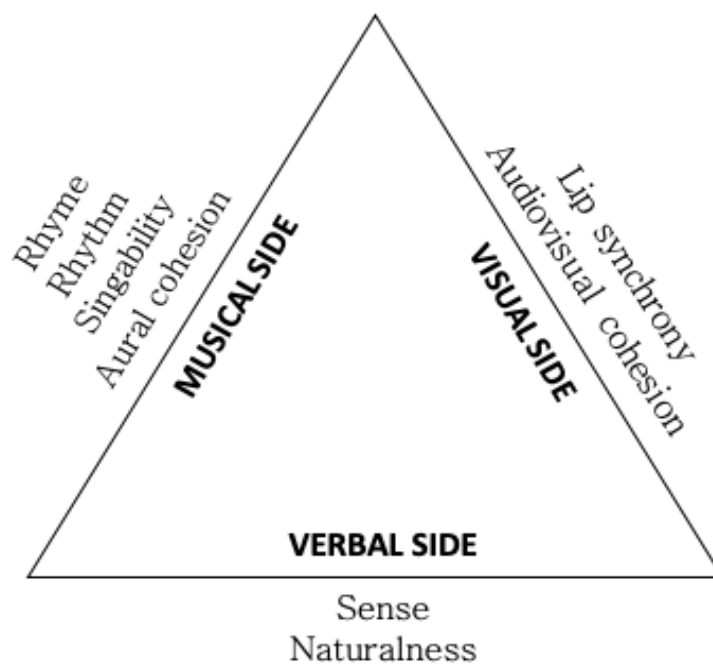 Rhyme
Rhythm
Singability
Aural cohesion
MUSICAL SIDE
Lip synchrony
Audiovisual cohesion
VISUAL SIDE
VERBAL SIDE
Sense
Naturalness